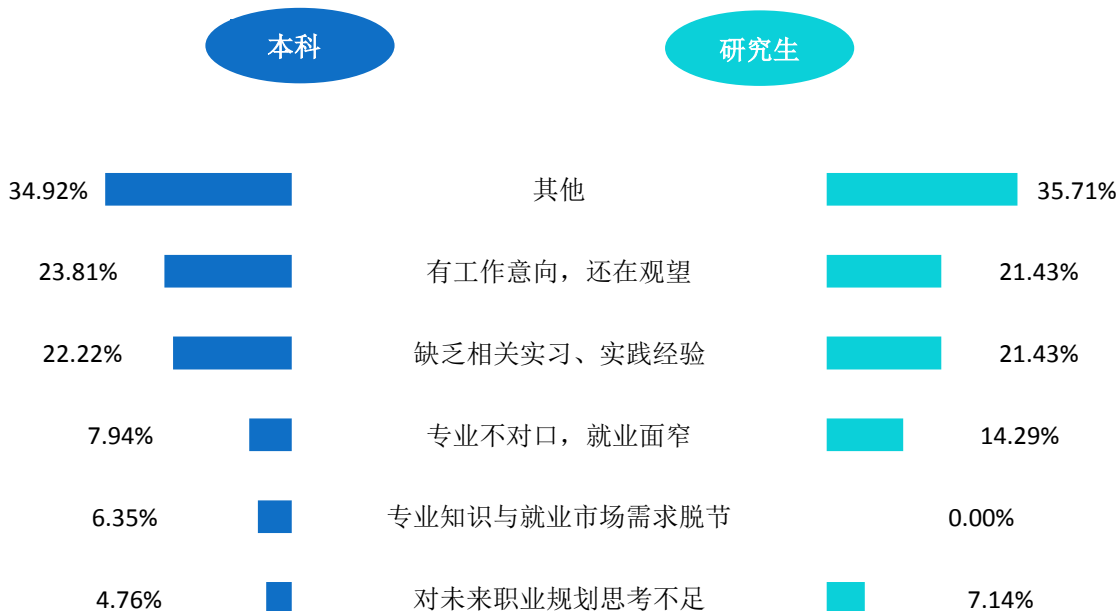 本科
研究生
34.92% 其他 35.71%
23.81% 有工作意向，还在观望 21.43%
22.22% 缺乏相关实习、实践经验 21.43%
7.94% 专业不对口，就业面窄 14.29%
6.35% 专业知识与就业市场需求脱节 0.00%
4.76% 对未来职业规划思考不足 7.14%